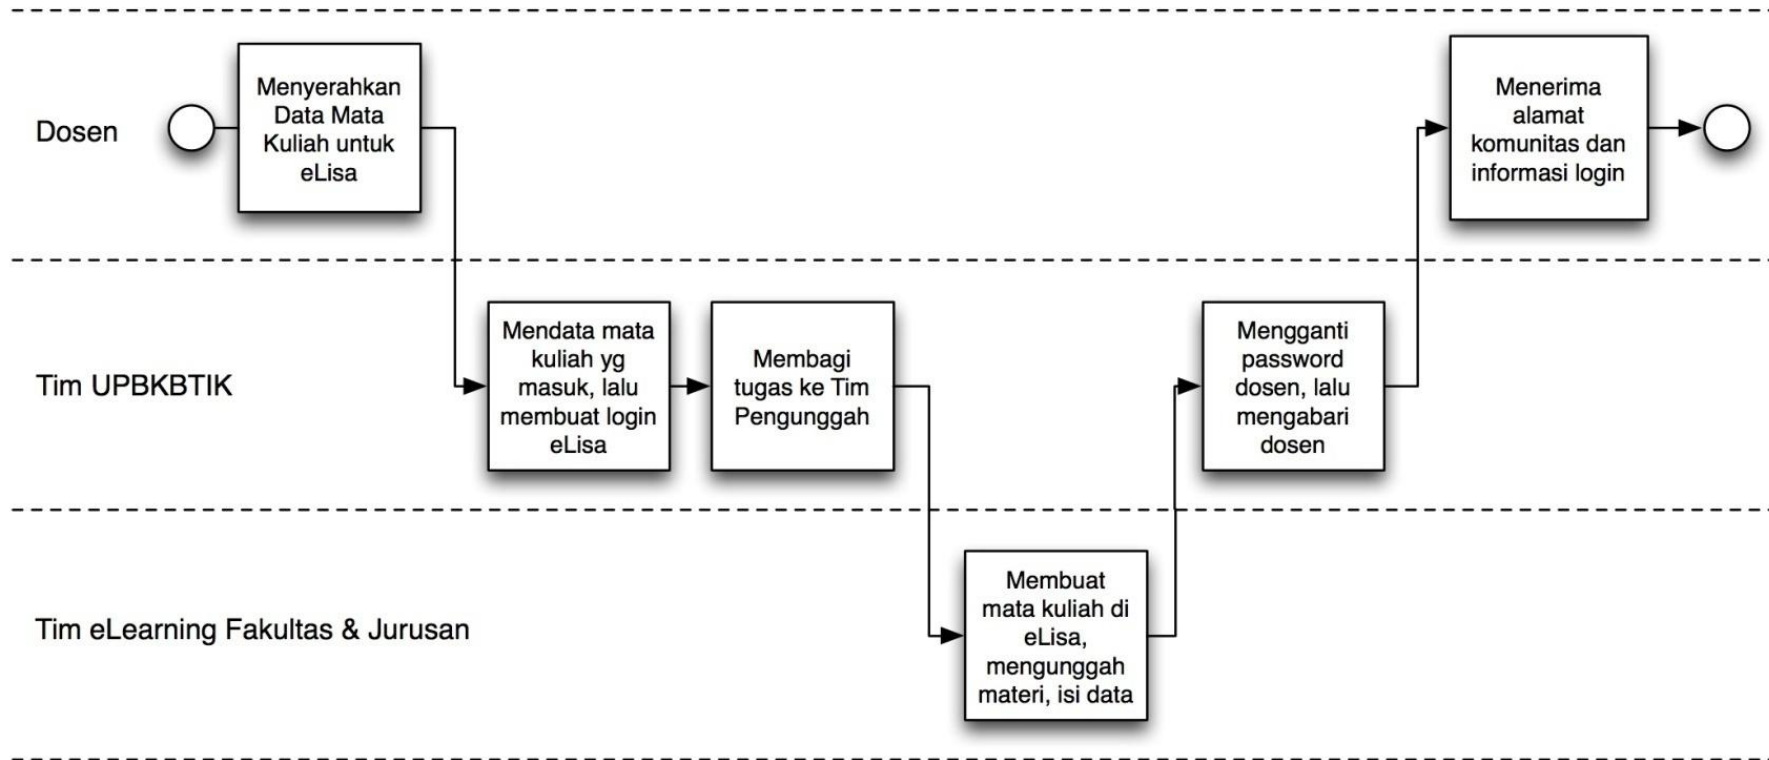 Dosen
Menyerahkan
Data Mata
Kuliah untuk
eLisa
Menerima
alamat
komunitas dan
informasi login
Tim UPBKBTIK
Mendata mata
kuliah yg
masuk, lalu
membuat login
eLisa
Membagi
tugas ke Tim
Pengunggah
Mengganti
password
dosen, lalu
mengabari
dosen
Tim eLearning Fakultas & Jurusan
Membuat
mata kuliah di
eLisa,
mengunggah
materi, isi data